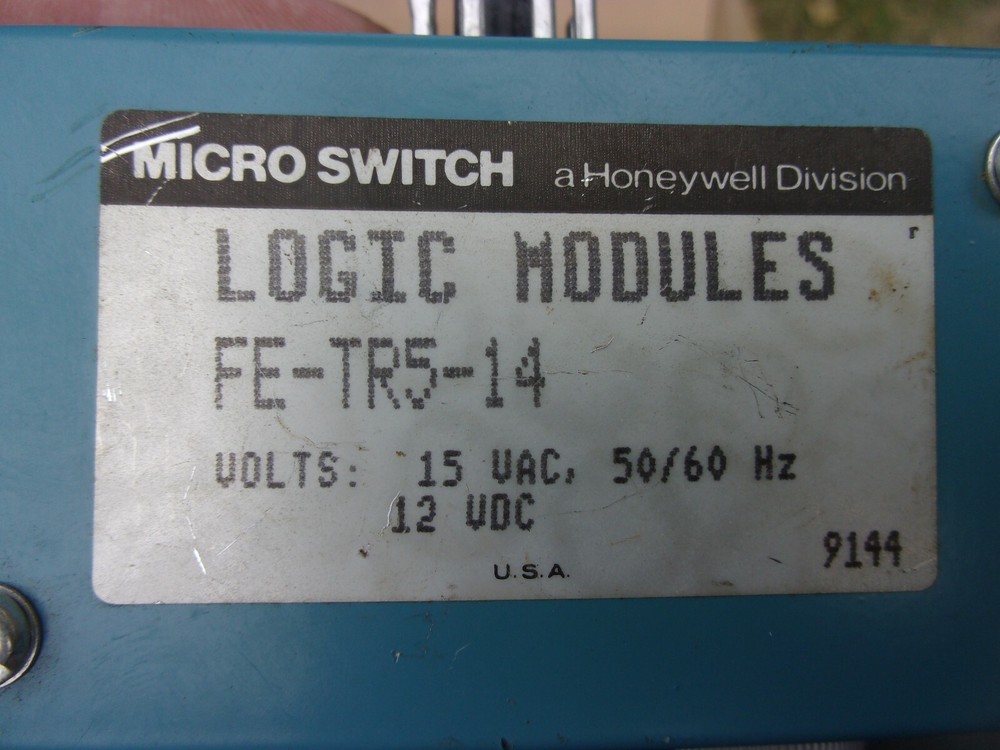 MICRO SWITCH a Honeywell Division
LOGIC MODULES
FE-TR5-14
VOLTS: 15 VAC, 50/60 Hz
12 VDC
9144
U.S.A.